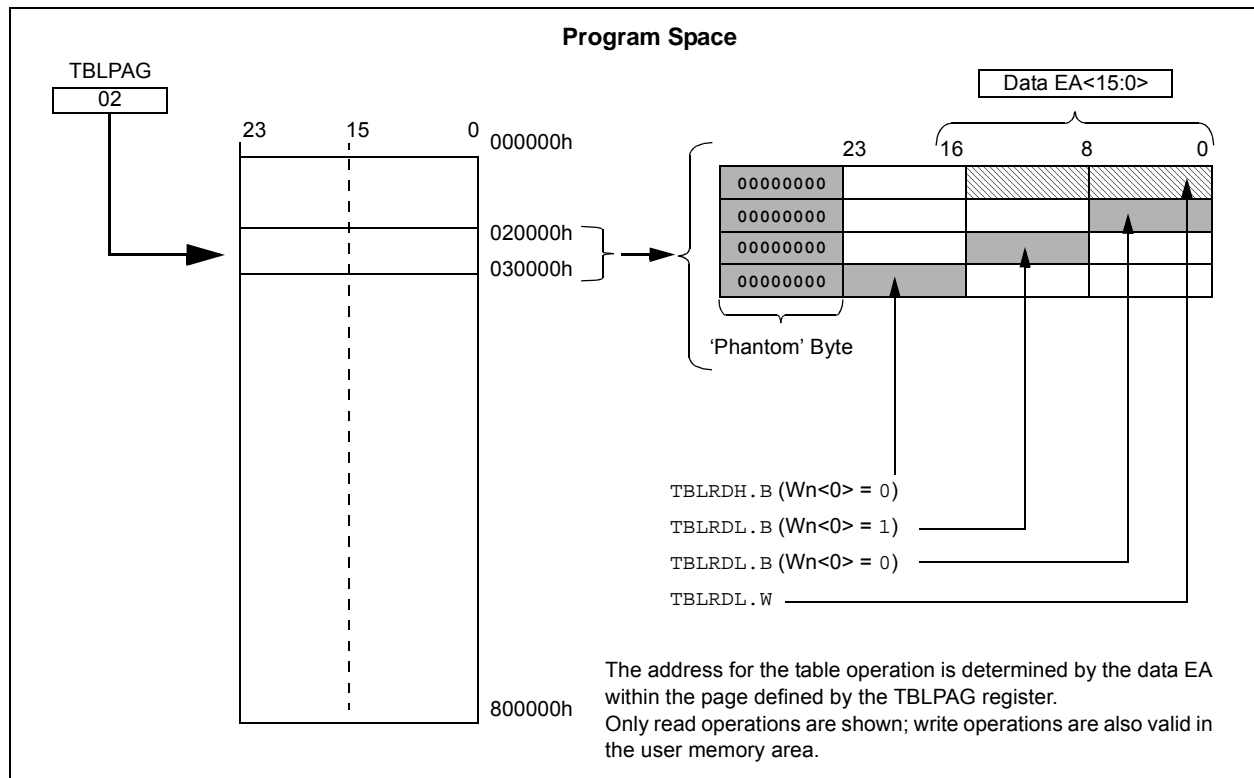 Program Space
TBLPAG
02
Data EA<15:0>
23 15 0
000000h
020000h
030000h
800000h
23 16 8 0
00000000
00000000
00000000
00000000
‘Phantom’ Byte
TBLRDH.B (Wn<0> = 0)
TBLRDL.B (Wn<0> = 1)
TBLRDL.B (Wn<0> = 0)
TBLRDL.W
The address for the table operation is determined by the data EA
within the page defined by the TBLPAG register.
Only read operations are shown; write operations are also valid in
the user memory area.